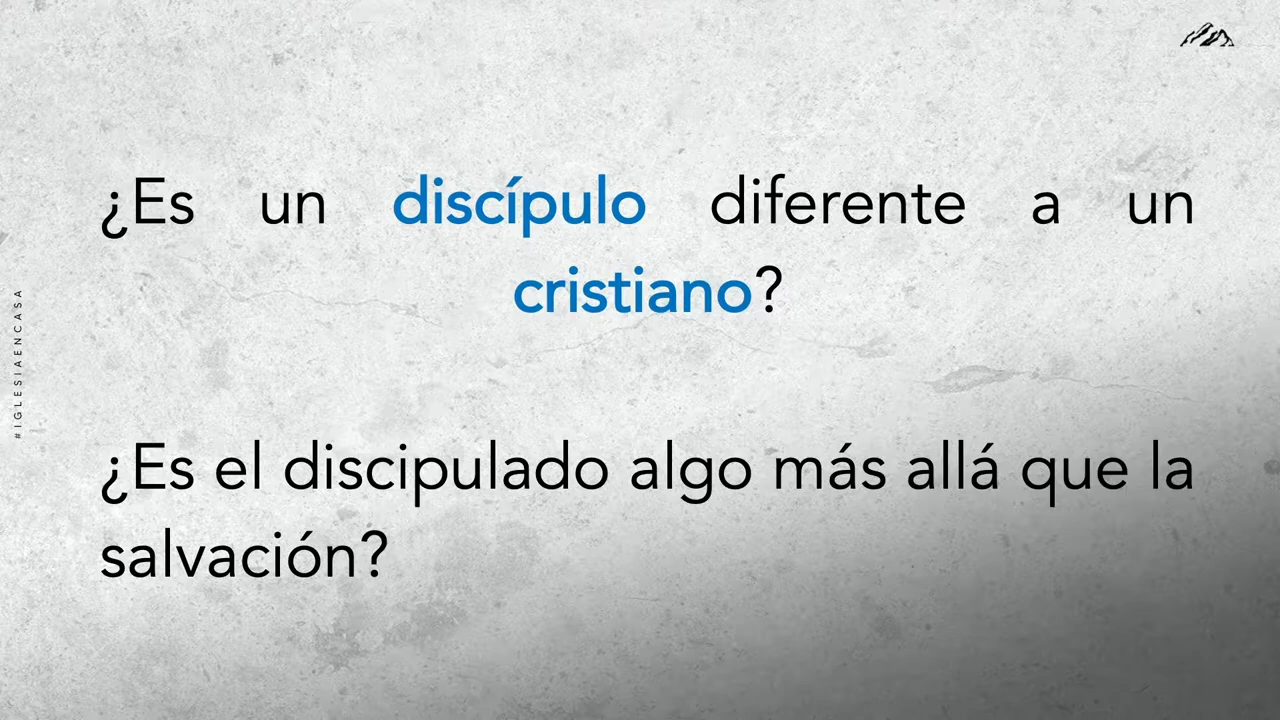 ¿Es un discípulo diferente a un
cristiano?
¿Es el discipulado algo más allá que la
salvación?
#IGLESIAENCASA